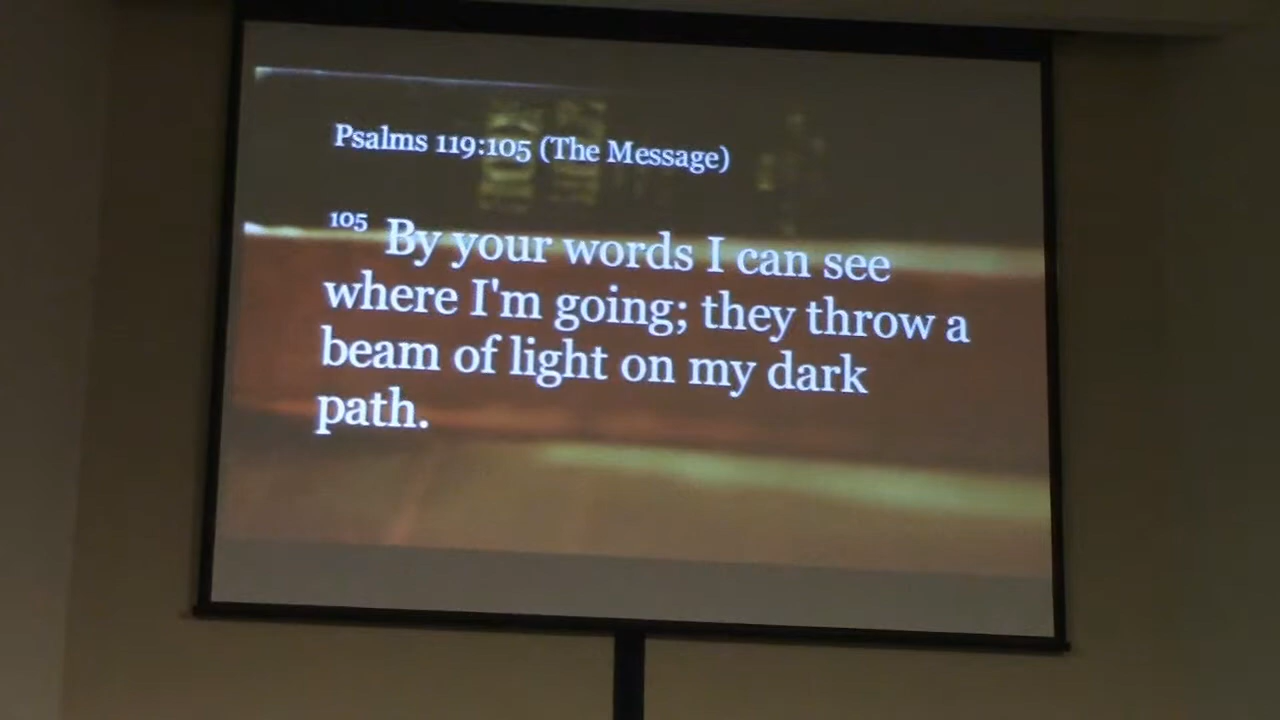 Psalms 119:105 (The Message)
105 By your words I can see
where I'm going; they throw a
beam of light on my dark
path.